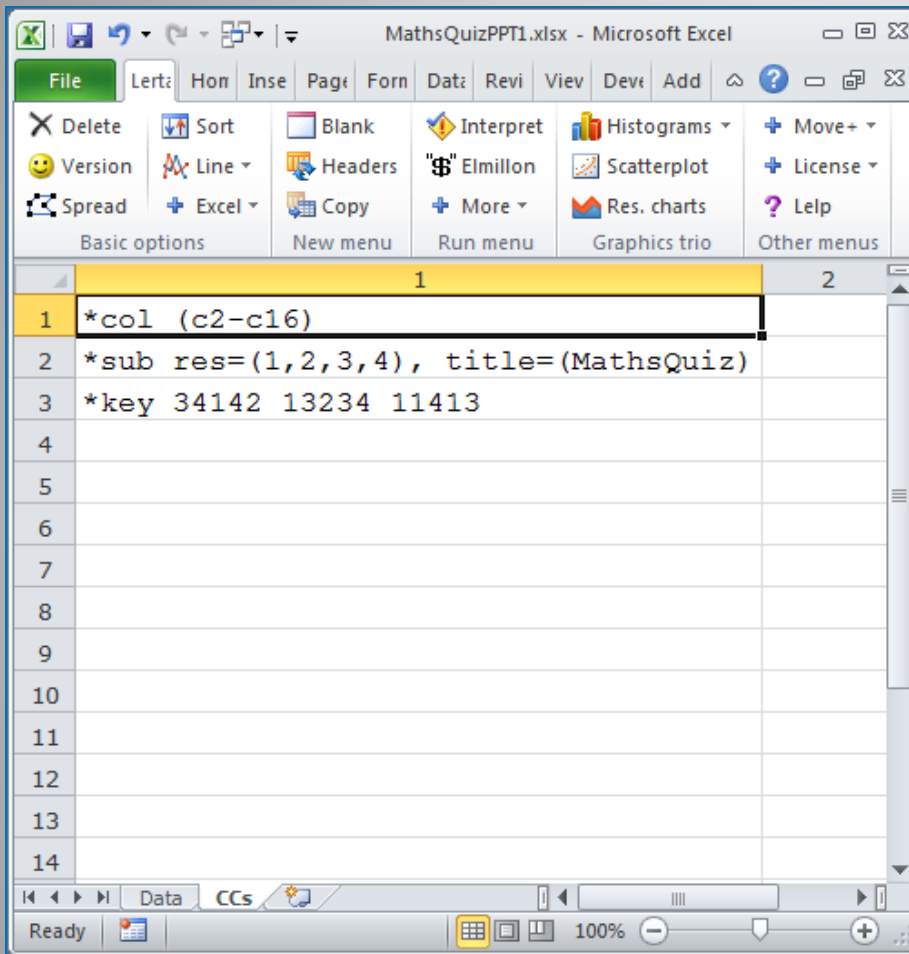 MathsQuizPPT1.xlsx - Microsoft Excel
File Lerta Hom Inse Page Form Data Revi View Deve Add
Delete Sort Blank Interpret Histograms Move+
Version Line Headers "$" Elmillon Scatterplot License
Spread Excel Copy More Res. charts ? Lelp
Basic options New menu Run menu Graphics trio Other menus
1 2
1 *col (c2-c16)
2 *sub res=(1,2,3,4), title=(MathsQuiz)
3 *key 34142 13234 11413
4
5
6
7
8
9
10
11
12
13
14
Data CCs
Ready 100%